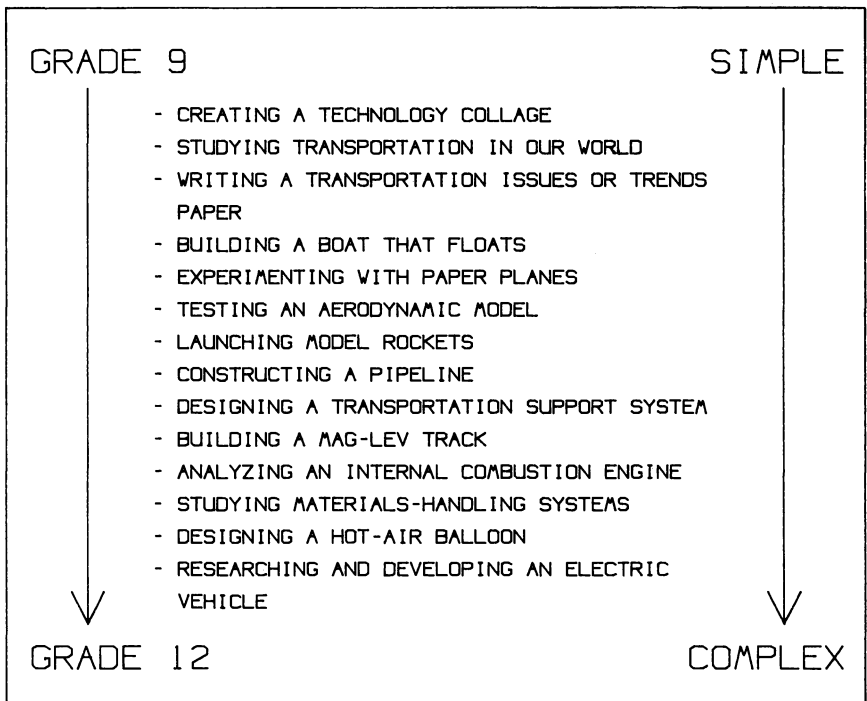 GRADE 9 SIMPLE
- CREATING A TECHNOLOGY COLLAGE
- STUDYING TRANSPORTATION IN OUR WORLD
- WRITING A TRANSPORTATION ISSUES OR TRENDS
PAPER
- BUILDING A BOAT THAT FLOATS
- EXPERIMENTING WITH PAPER PLANES
- TESTING AN AERODYNAMIC MODEL
- LAUNCHING MODEL ROCKETS
- CONSTRUCTING A PIPELINE
- DESIGNING A TRANSPORTATION SUPPORT SYSTEM
- BUILDING A MAG-LEV TRACK
- ANALYZING AN INTERNAL COMBUSTION ENGINE
- STUDYING MATERIALS-HANDLING SYSTEMS
- DESIGNING A HOT-AIR BALLOON
- RESEARCHING AND DEVELOPING AN ELECTRIC
VEHICLE
GRADE 12 COMPLEX